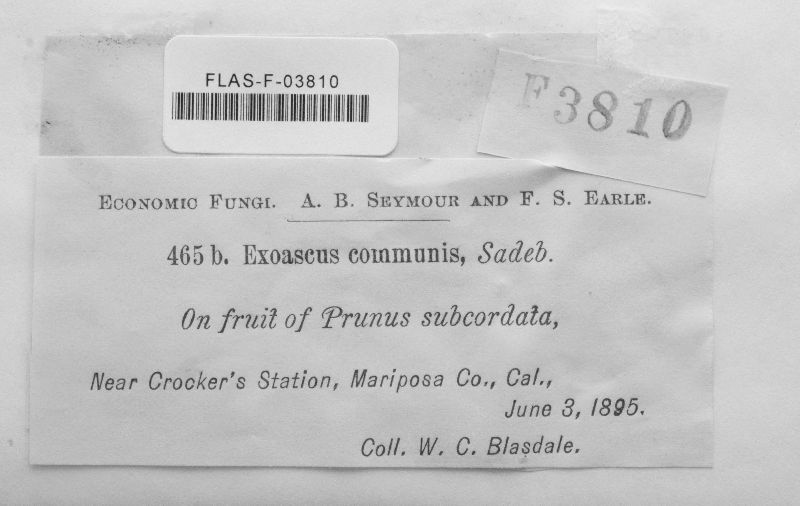 FLAS-F-03810
F3810
Economic Fungi. A. B. Seymour and F. S. Earle.
465 b. Exoascus communis, Sadeb.
On fruit of Prunus subcordata,
Near Crocker's Station, Mariposa Co., Cal.,
June 3, 1895.
Coll. W. C. Blasdale.